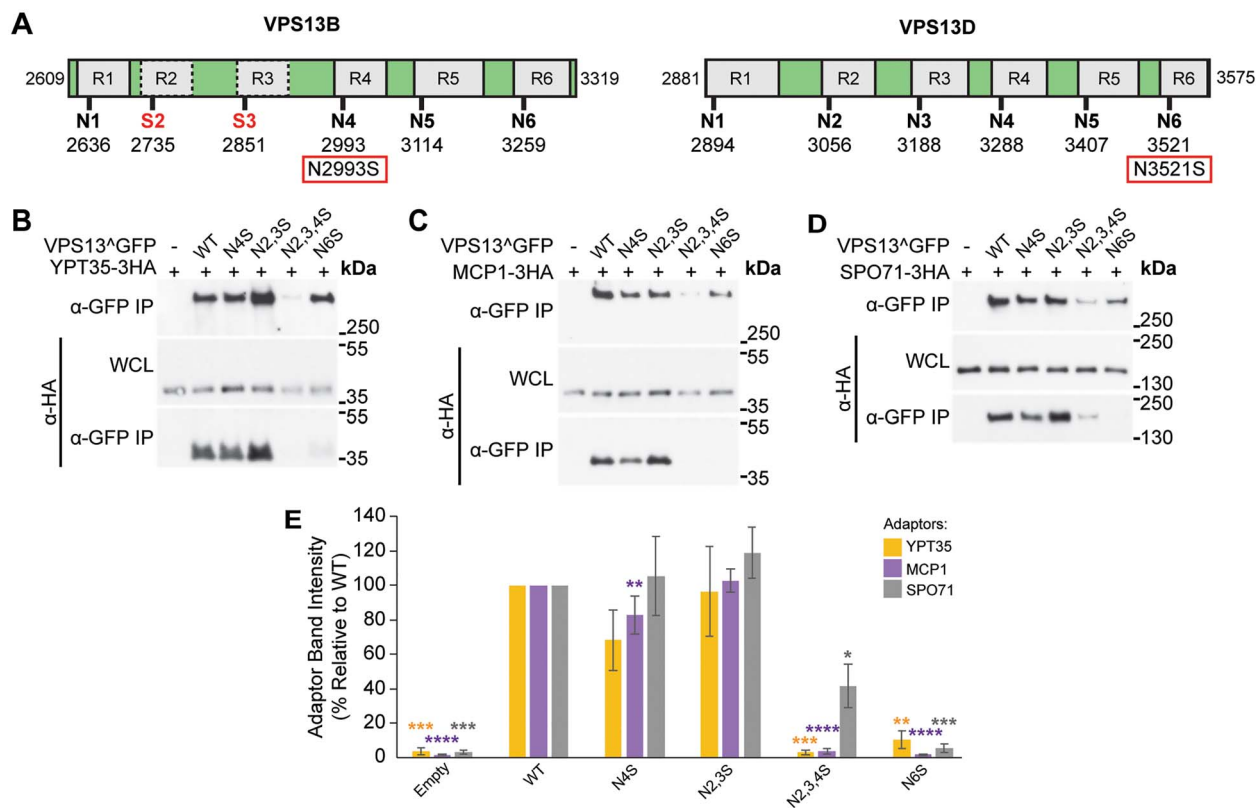 A
VPS13B
VPS13D
2609 R1 R2 R3 R4 R5 R6 3319
2881 R1 R2 R3 R4 R5 R6 3575
N1 S2 S3 N4 N5 N6
2636 2735 2851 2993 3114 3259
N2993S
N1 N2 N3 N4 N5 N6
2894 3056 3188 3288 3407 3521
N3521S
B
VPS13^GFP - WT N4S N2,3S N2,3,4S N6S
YPT35-3HA + + + + + + kDa
α-GFP IP
250
55
WCL
35
α-HA
55
α-GFP IP
35
C
VPS13^GFP - WT N4S N2,3S N2,3,4S N6S
MCP1-3HA + + + + + + kDa
α-GFP IP
250
55
WCL
35
α-HA
55
α-GFP IP
35
D
VPS13^GFP - WT N4S N2,3S N2,3,4S N6S
SPO71-3HA + + + + + + kDa
α-GFP IP
250
250
WCL
130
α-HA
250
α-GFP IP
130
E
Adaptor Band Intensity
(% Relative to WT)
140
120
100
80
60
40
20
0
*** **** ***
**
*** **** *
** **** ***
Empty
WT
N4S
N2,3S
N2,3,4S
N6S
Adaptors:
YPT35
MCP1
SPO71